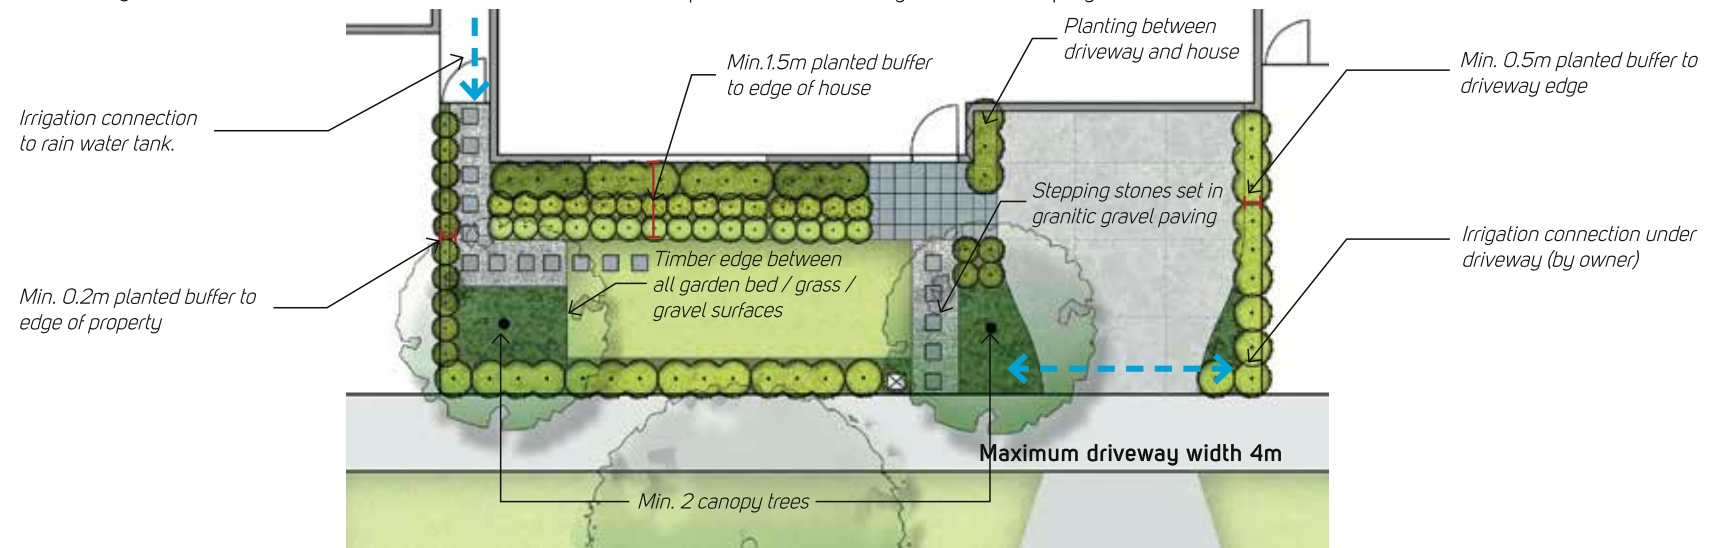 Planting between
driveway and house
Min.1.5m planted buffer
to edge of house
Min. 0.5m planted buffer to
driveway edge
Irrigation connection
to rain water tank.
Stepping stones set in
granitic gravel paving
Irrigation connection under
driveway (by owner)
Timber edge between
all garden bed / grass /
gravel surfaces
Min. 0.2m planted buffer to
edge of property
Maximum driveway width 4m
Min. 2 canopy trees